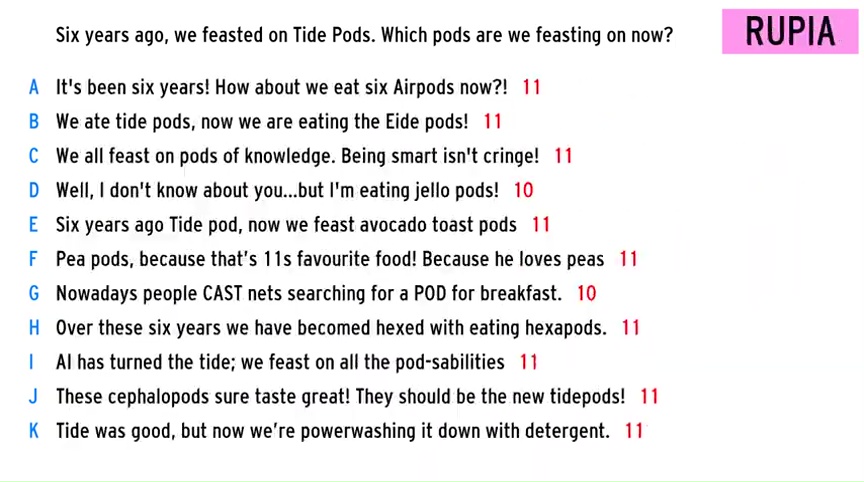 Six years ago, we feasted on Tide Pods. Which pods are we feasting on now?
RUPIA
A It's been six years! How about we eat six Airpods now?! 11
B We ate tide pods, now we are eating the Eide pods! 11
C We all feast on pods of knowledge. Being smart isn't cringe! 11
D Well, I don't know about you...but I'm eating jello pods! 10
E Six years ago Tide pod, now we feast avocado toast pods 11
F Pea pods, because that's 11s favourite food! Because he loves peas 11
G Nowadays people CAST nets searching for a POD for breakfast. 10
H Over these six years we have becomed hexed with eating hexapods. 11
I AI has turned the tide; we feast on all the pod-sabilities 11
J These cephalopods sure taste great! They should be the new tidepods! 11
K Tide was good, but now we're powerwashing it down with detergent. 11